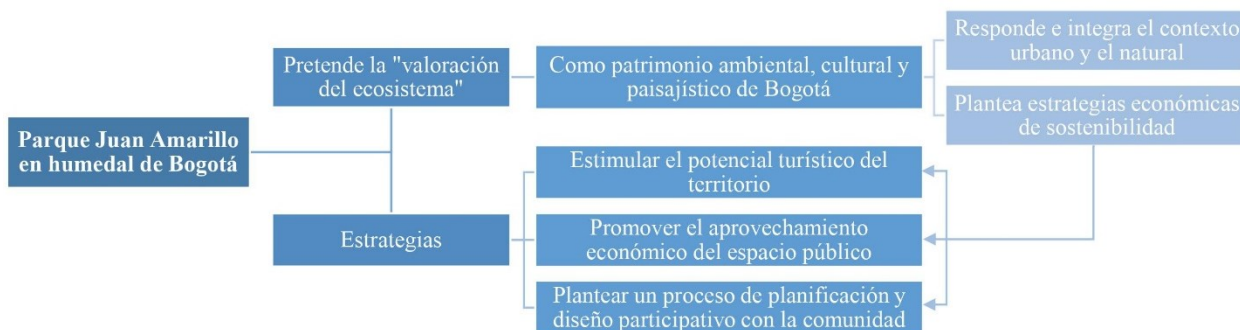 Parque Juan Amarillo
en humedal de Bogotá
Pretende la "valoración
del ecosistema"
Como patrimonio ambiental, cultural y
paisajístico de Bogotá
Responde e integra el contexto
urbano y el natural
Plantea estrategias económicas
de sostenibilidad
Estrategias
Estimular el potencial turístico del
territorio
Promover el aprovechamiento
económico del espacio público
Plantear un proceso de planificación y
diseño participativo con la comunidad